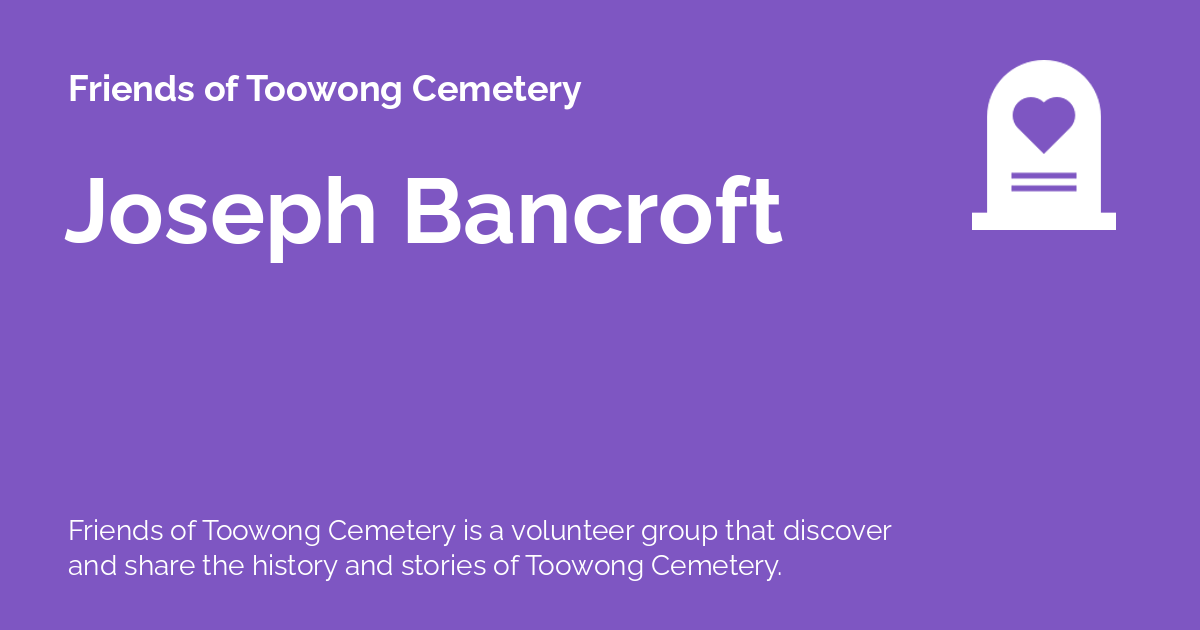 Friends of Toowong Cemetery
Joseph Bancroft
Friends of Toowong Cemetery is a volunteer group that discover
and share the history and stories of Toowong Cemetery.